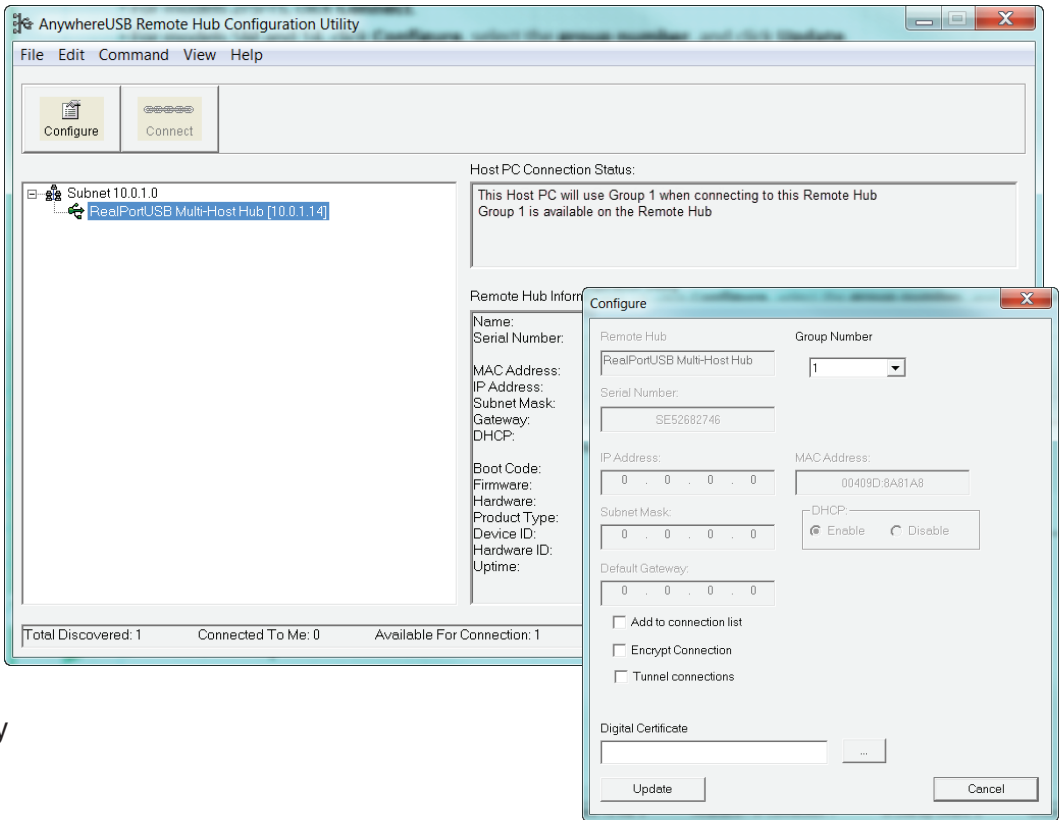 AnywhereUSB Remote Hub Configuration Utility
File Edit Command View Help
Configure
Connect
Subnet 10.0.1.0
RealPortUSB Multi-Host Hub [10.0.1.14]
Host PC Connection Status:
This Host PC will use Group 1 when connecting to this Remote Hub
Group 1 is available on the Remote Hub
Remote Hub Inform
Name:
Serial Number:
MAC Address:
IP Address:
Subnet Mask:
Gateway:
DHCP:
Boot Code:
Firmware:
Hardware:
Product Type:
Device ID:
Hardware ID:
Uptime:
Total Discovered: 1 Connected To Me: 0 Available For Connection: 1
Configure
Remote Hub
RealPortUSB Multi-Host Hub
Group Number
1
Serial Number:
SE52682746
IP Address:
0 . 0 . 0 . 0
MAC Address:
00409D:8A81A8
Subnet Mask:
0 . 0 . 0 . 0
DHCP:
Enable Disable
Default Gateway:
0 . 0 . 0 . 0
Add to connection list
Encrypt Connection
Tunnel connections
Digital Certificate
...
Update
Cancel
y